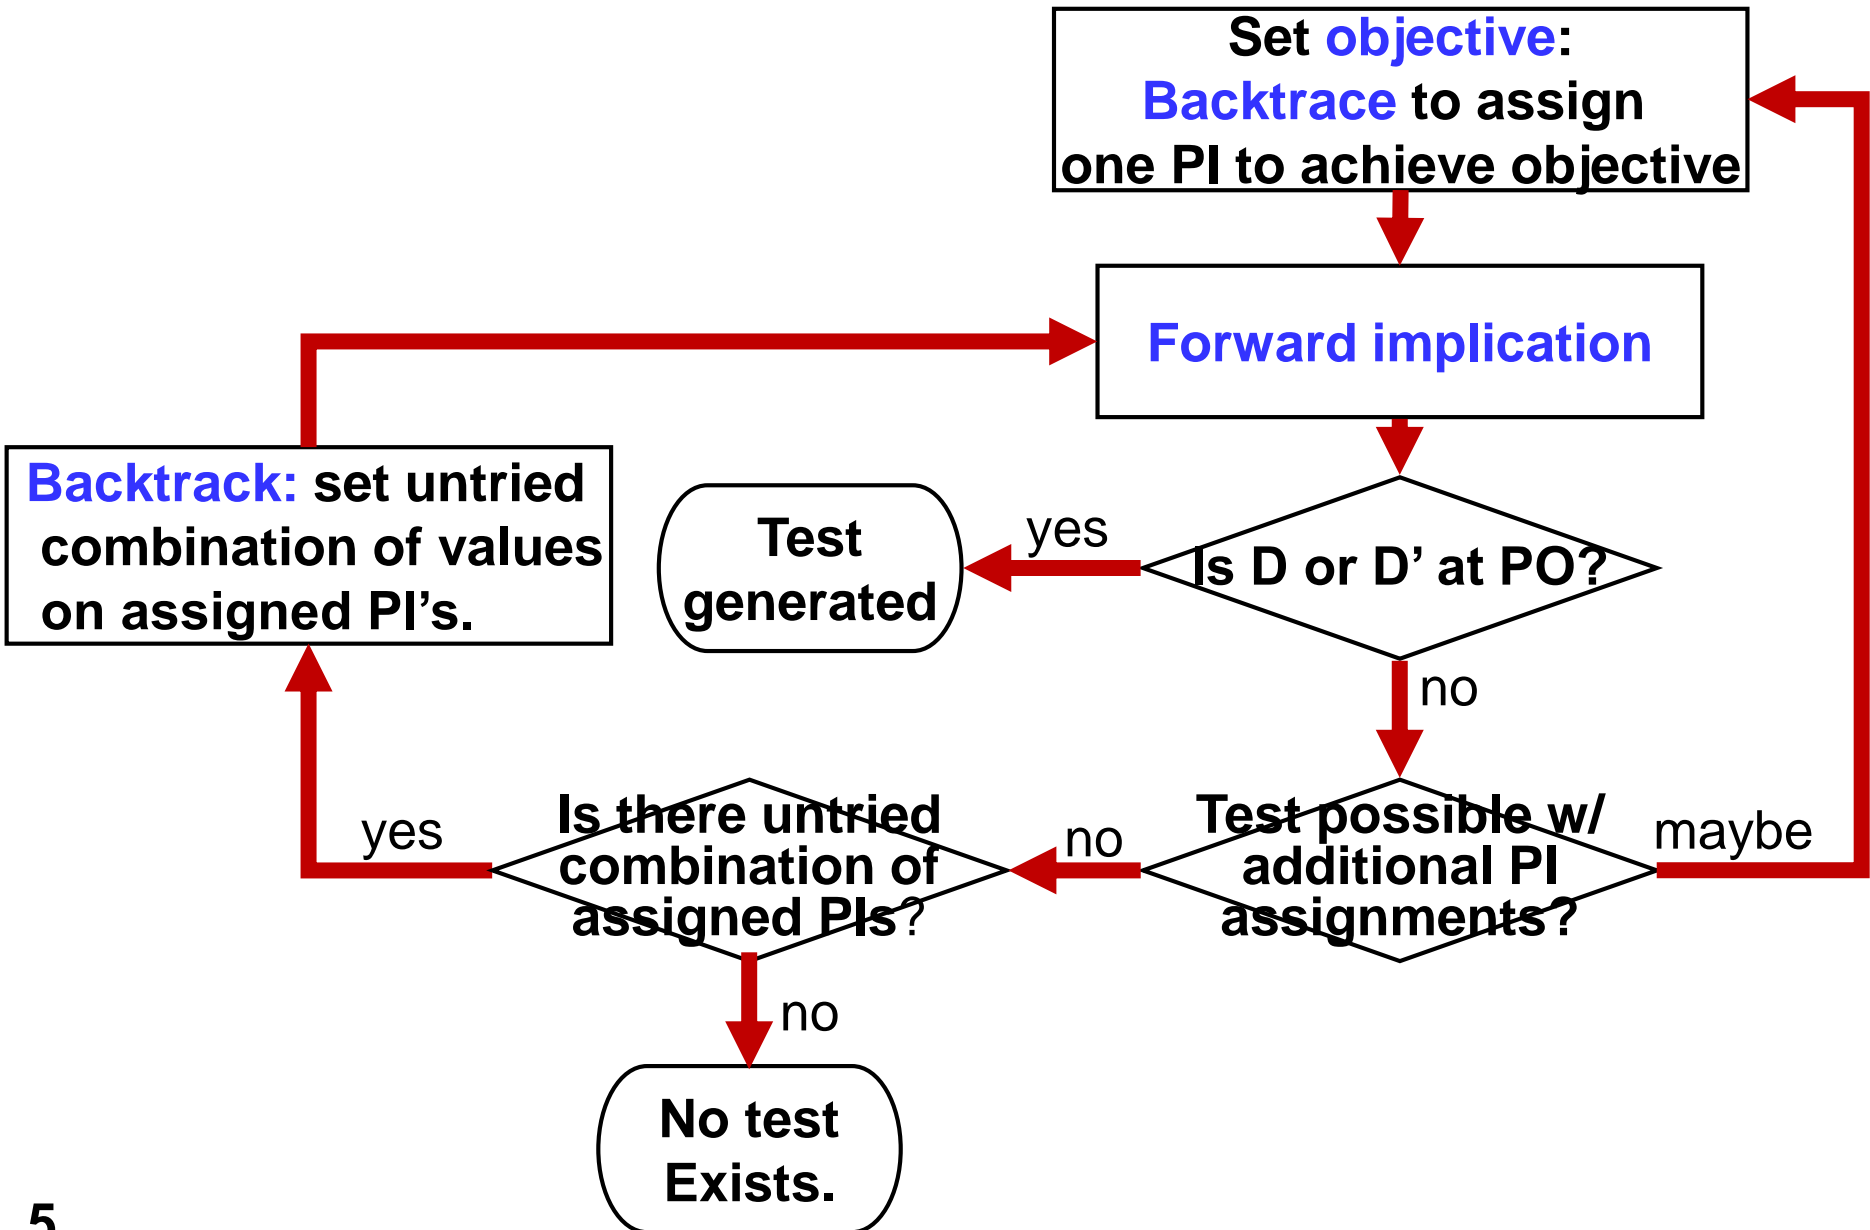 Set objective:
Backtrace to assign
one PI to achieve objective
Forward implication
Backtrack: set untried
combination of values
on assigned PI's.
Test
generated
yes
Is D or D’ at PO?
no
Is there untried
combination of
assigned PIs?
yes
no
Test possible w/
additional PI
assignments?
maybe
no
No test
Exists.
5